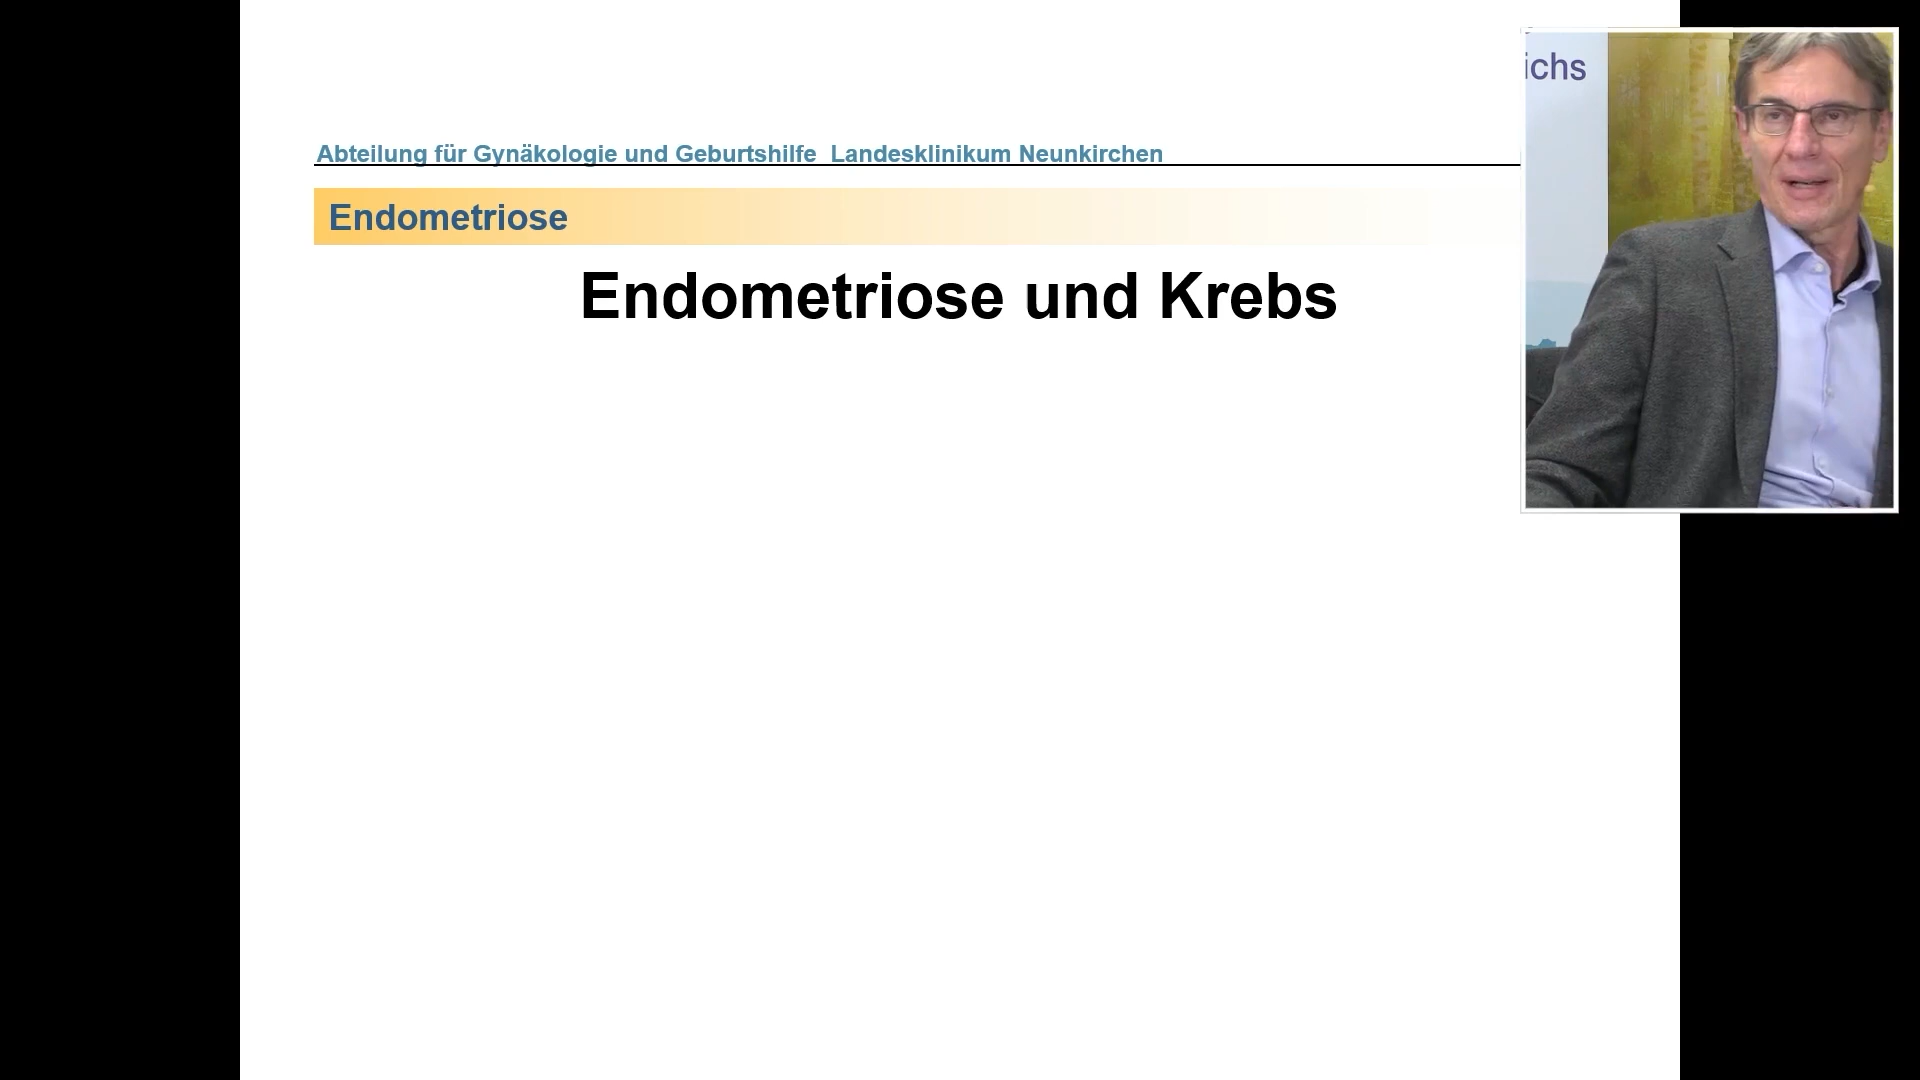 Abteilung für Gynäkologie und Geburtshilfe  Landesklinikum Neunkirchen
Endometriose
Endometriose und Krebs
ichs